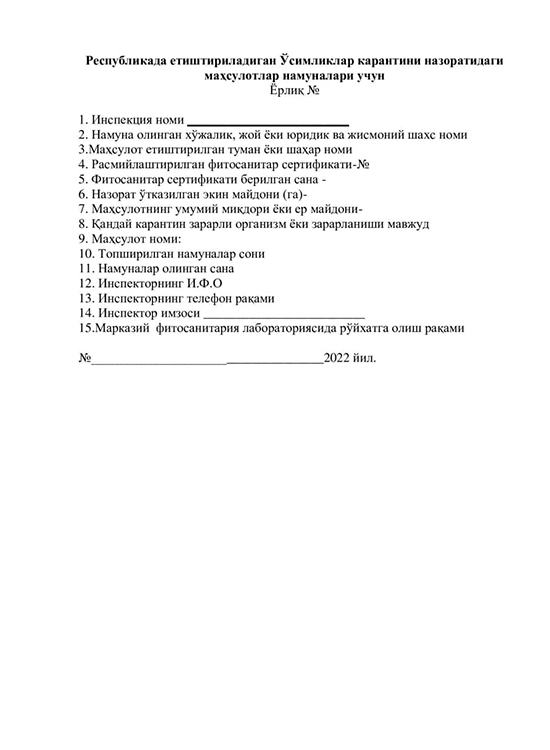 Республикада етиштириладиган Ўсимликлар карантини назоратидаги
маҳсулотлар намуналари учун
Ёрлиқ №
1. Инспекция номи __________________________
2. Намуна олинган хўжалик, жой ёки юридик ва жисмоний шахс номи
3.Маҳсулот етиштирилган туман ёки шаҳар номи
4. Расмийлаштирилган фитосанитар сертификати-№
5. Фитосанитар сертификати берилган сана -
6. Назорат ўтказилган экин майдони (га)-
7. Маҳсулотнинг умумий миқдори ёки ер майдони-
8. Қандай карантин зарарли организм ёки зарарланиши мавжуд
9. Маҳсулот номи:
10. Топширилган намуналар сони
11. Намуналар олинган сана
12. Инспекторнинг И.Ф.О
13. Инспекторнинг телефон рақами
14. Инспектор имзоси __________________________
15.Марказий фитосанитария лабораториясида рўйхатга олиш рақами
№_____________________________________2022 йил.